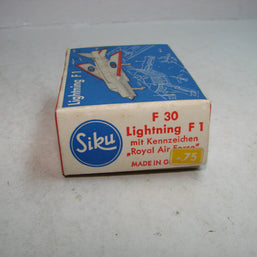 Lightning F1
Siku
F 30
Lightning F 1
mit Kennzeichen
„Royal Air Force"
MADE IN G
-.75